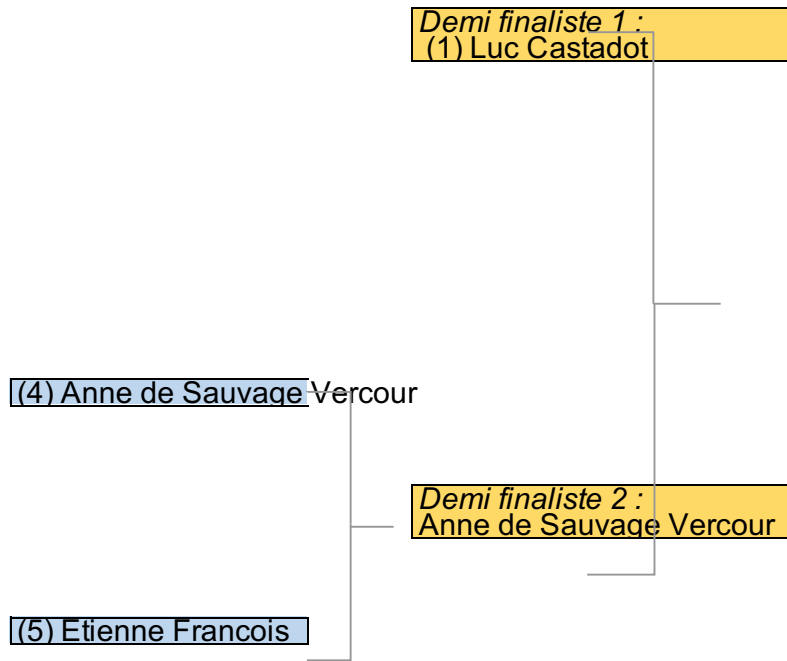 Demi finaliste 1 :
(1) Luc Castadot
(4) Anne de Sauvage Vercour
Demi finaliste 2 :
Anne de Sauvage Vercour
(5) Etienne Francois